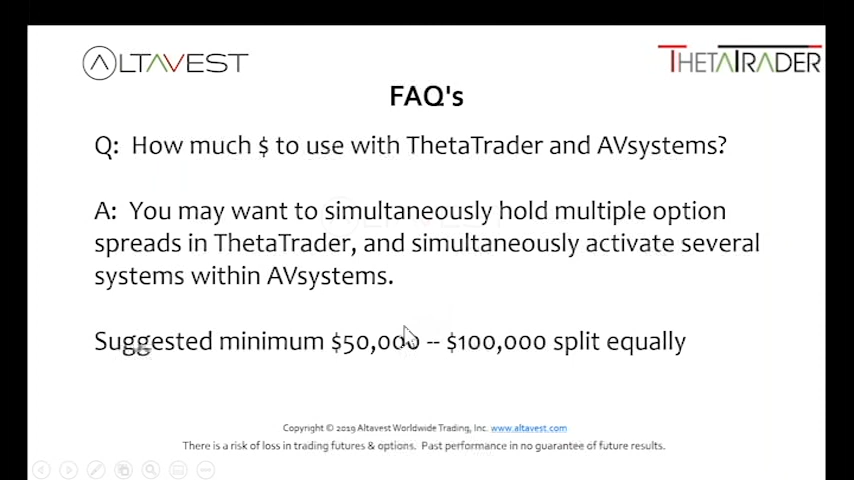 ALTAVEST
THETATRADER
FAQ's
Q: How much $ to use with ThetaTrader and AVsystems?
A: You may want to simultaneously hold multiple option
spreads in ThetaTrader, and simultaneously activate several
systems within AVsystems.
Suggested minimum $50,000 -- $100,000 split equally
Copyright © 2019 Altavest Worldwide Trading, Inc. www.altavest.com
There is a risk of loss in trading futures & options. Past performance in no guarantee of future results.